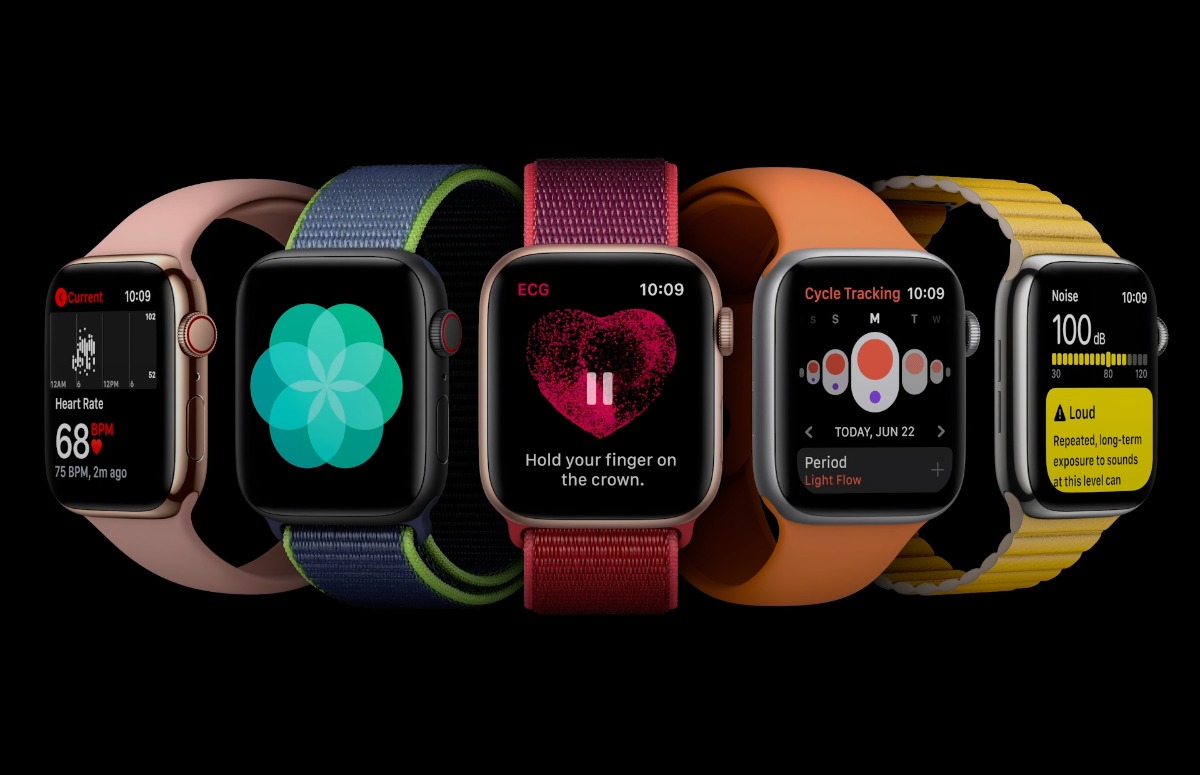 Current 10:09
102
52
12AM 6 12PM 6
Heart Rate
68 BPM
75 BPM, 2m ago
ECG 10:09
Hold your finger on
the crown.
Cycle Tracking 10:09
S S M T W
TODAY, JUN 22
Period
Light Flow
Noise 10:09
100 dB
30 80 120
Loud
Repeated, long-term
exposure to sounds
at this level can